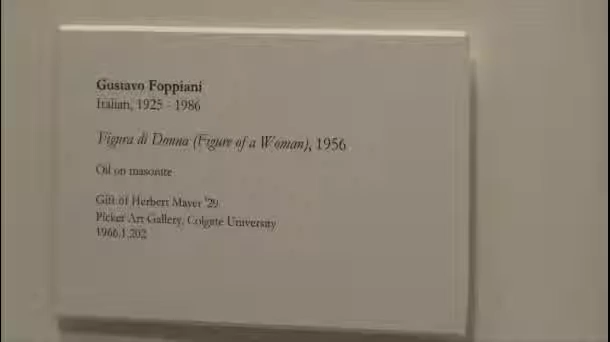 Gustavo Foppiani
Italian, 1925 - 1986
Figura di Donna (Figure of a Woman), 1956
Oil on masonite
Gift of Herbert Mayer '29
Picker Art Gallery, Colgate University
1966.1.202